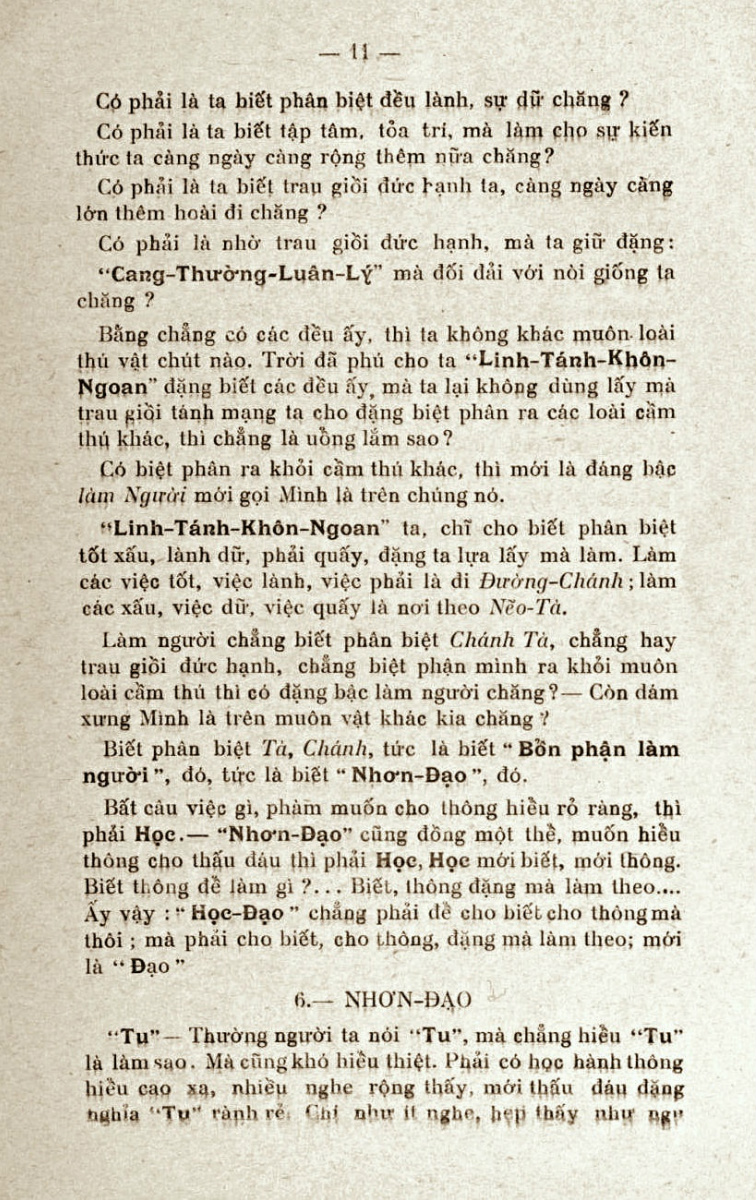 — 11 —
Có phải là ta biết phân biệt đều lành, sự dữ chăng ?
Có phải là ta biết tập tâm, tỏa trí, mà làm cho sự kiến
thức ta càng ngày càng rộng thêm nữa chăng?
Có phải là ta biết trau giồi đức hạnh ta, càng ngày càng
lớn thêm hoài đi chăng ?
Có phải là nhờ trau giồi đức hạnh, mà ta giữ đặng:
“Cang-Thường-Luân-Lý” mà đối dãi với nòi giống ta
chăng ?
Bằng chẳng có các đều ấy, thì ta không khác muôn loài
thú vật chút nào. Trời đã phú cho ta “Linh-Tánh-Khôn-
Ngoan” đặng biết các đều ấy, mà ta lại không dùng lấy mà
trau giồi tánh mạng ta cho đặng biệt phân ra các loài cầm
thú khác, thì chẳng là uổng lắm sao?
Có biệt phân ra khỏi cầm thú khác, thì mới là đáng bậc
làm Người mới gọi Mình là trên chúng nó.
“Linh-Tánh-Khôn-Ngoan” ta, chĩ cho biết phân biệt
tốt xấu, lành dữ, phải quấy, đặng ta lựa lấy mà làm. Làm
các việc tốt, việc lành, việc phải là đi Đường-Chánh; làm
các xấu, việc dữ, việc quấy là nơi theo Nẽo-Tà.
Làm người chẳng biết phân biệt Chánh Tà, chẳng hay
trau giồi đức hạnh, chẳng biệt phận mình ra khỏi muôn
loài cầm thú thì có đặng bậc làm người chăng?— Còn dám
xưng Mình là trên muôn vật khác kia chăng ?
Biết phân biệt Tà, Chánh, tức là biết “ Bổn phận làm
người ”, đó, tức là biết “ Nhơn-Đạo ”, đó.
Bất câu việc gì, phàm muốn cho thông hiểu rỏ ràng, thì
phải Học.— “Nhơn-Đạo” cũng đồng một thể, muốn hiểu
thông cho thấu đáu thì phải Học, Học mới biết, mới thông.
Biết thông để làm gì ?... Biết, thông đặng mà làm theo....
Ấy vậy : “ Học-Đạo ” chẳng phải để cho biết cho thông mà
thôi ; mà phải cho biết, cho thông, đặng mà làm theo; mới
là “ Đạo ”
6.— NHƠN-ĐẠO
“Tu” — Thường người ta nói “Tu”, mà chẳng hiểu “Tu”
là làm sao. Mà cũng khó hiểu thiệt. Phải có học hành thông
hiểu cao xa, nhiều nghe rộng thấy, mới thấu đáu đặng
nghĩa “Tu” rành rẻ. Chí như ít nghe, hẹp thấy như ngu